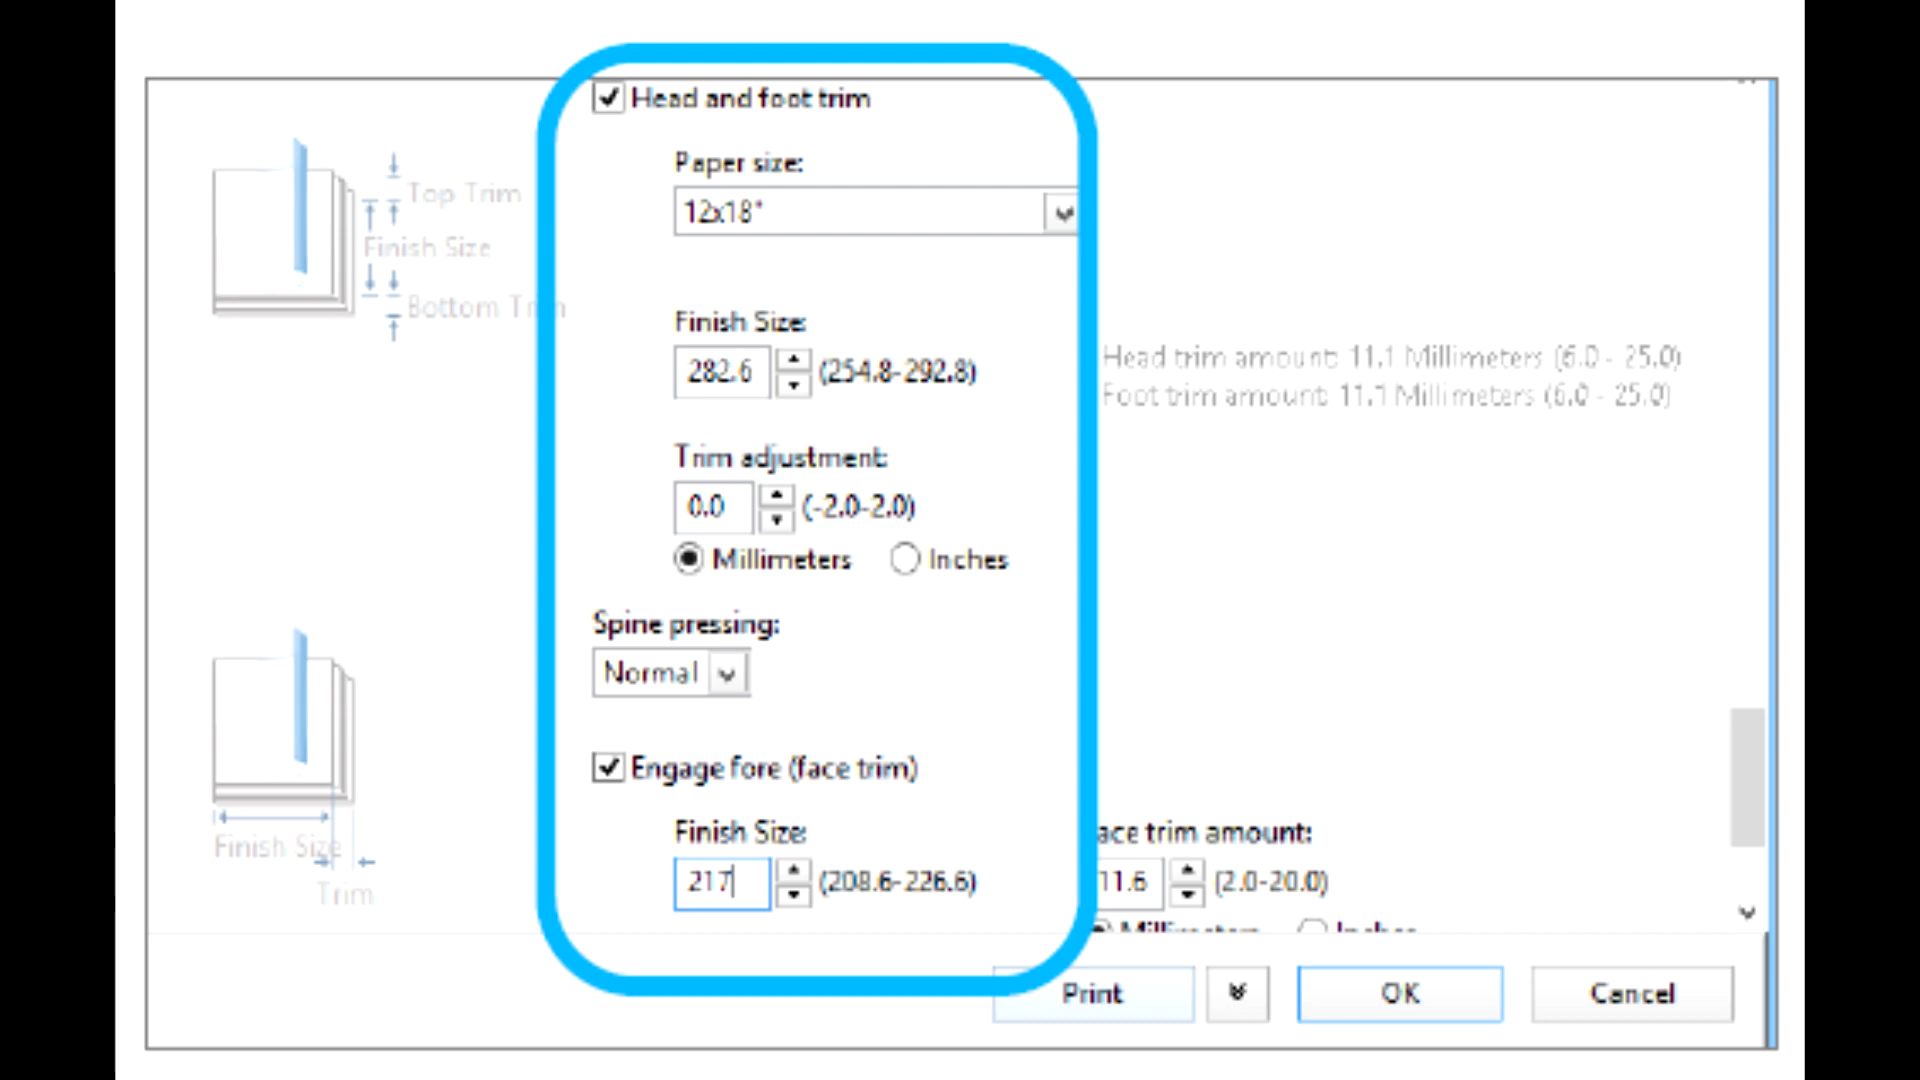 Head and foot trim
Top Trim
Finish Size
Bottom
Paper size:
12x18"
Finish Size:
282.6 (254.8-292.8)
Head trim amount: 11.1 Millimeters (6.0 - 25.0)
Foot trim amount: 11.1 Millimeters (6.0 - 25.0)
Trim adjustment:
0.0 (-2.0-2.0)
Millimeters Inches
Spine pressing:
Normal
Engage fore (face trim)
Finish Size
Trim
Finish Size:
217 (208.6-226.6)
ace trim amount:
11.6 (2.0-20.0)
Print OK Cancel